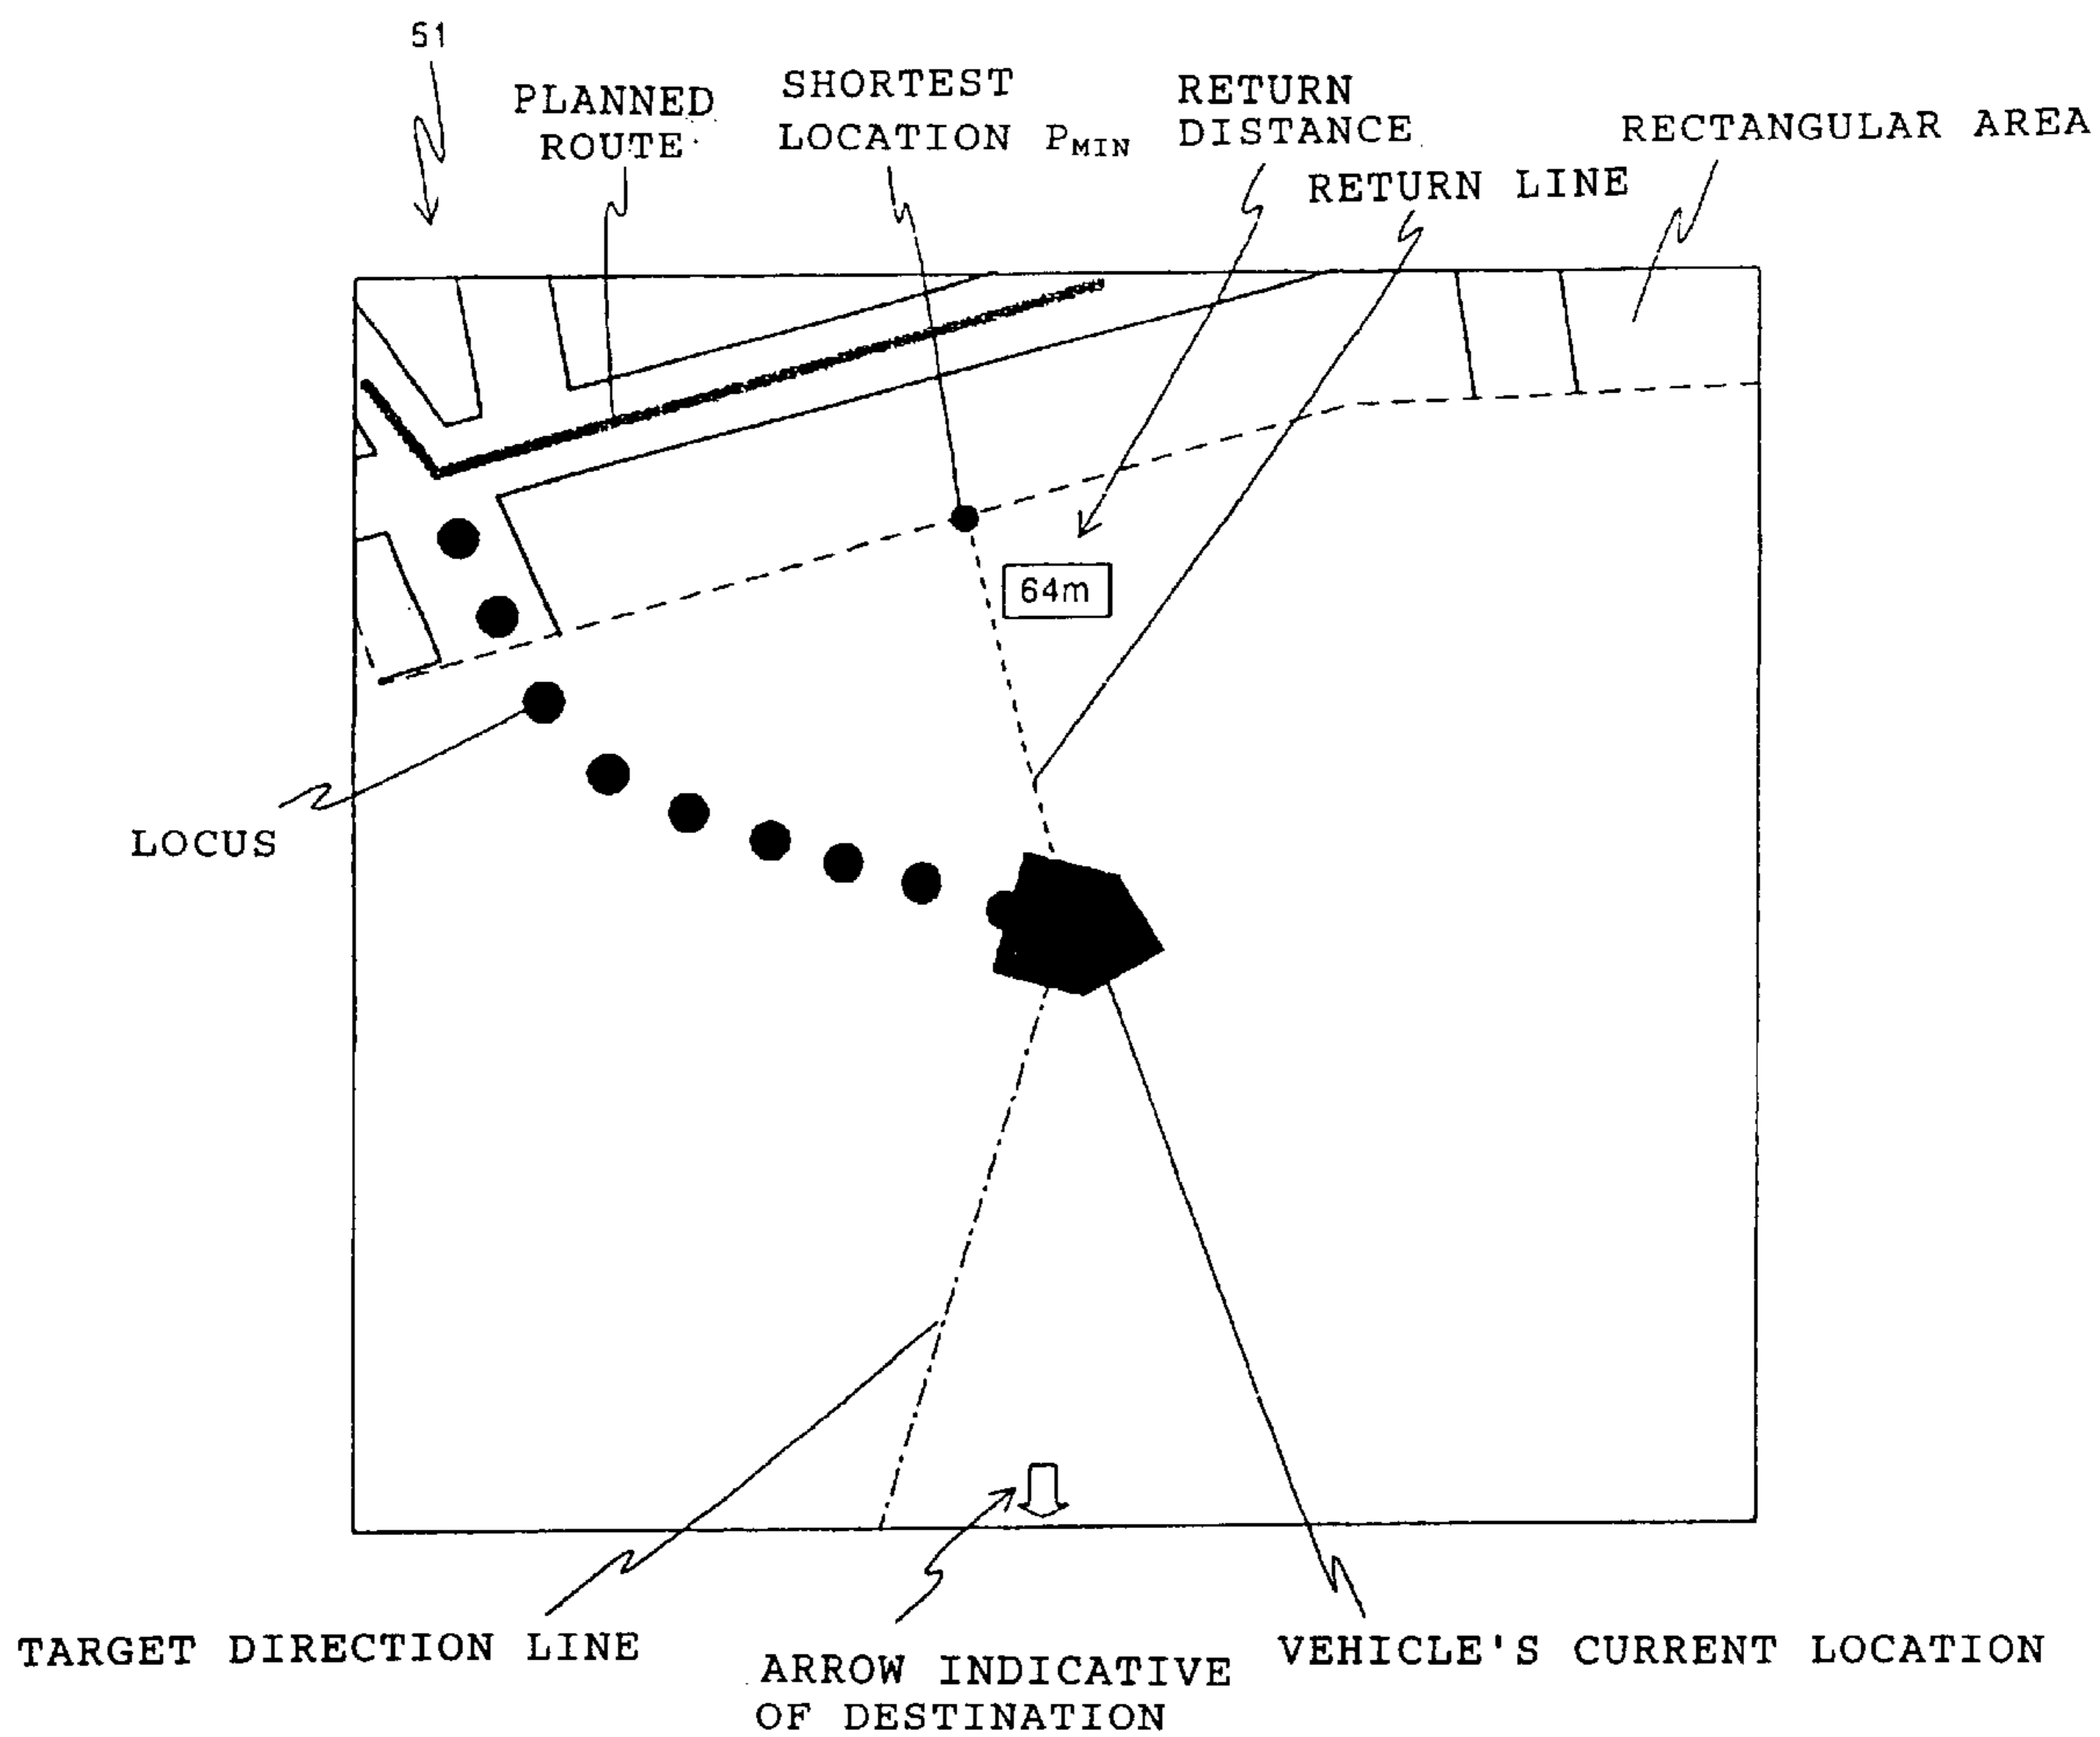 51
PLANNED
ROUTE
SHORTEST
LOCATION PMIN
RETURN
DISTANCE
RECTANGULAR AREA
RETURN LINE
64m
LOCUS
TARGET DIRECTION LINE
ARROW INDICATIVE
OF DESTINATION
VEHICLE'S CURRENT LOCATION